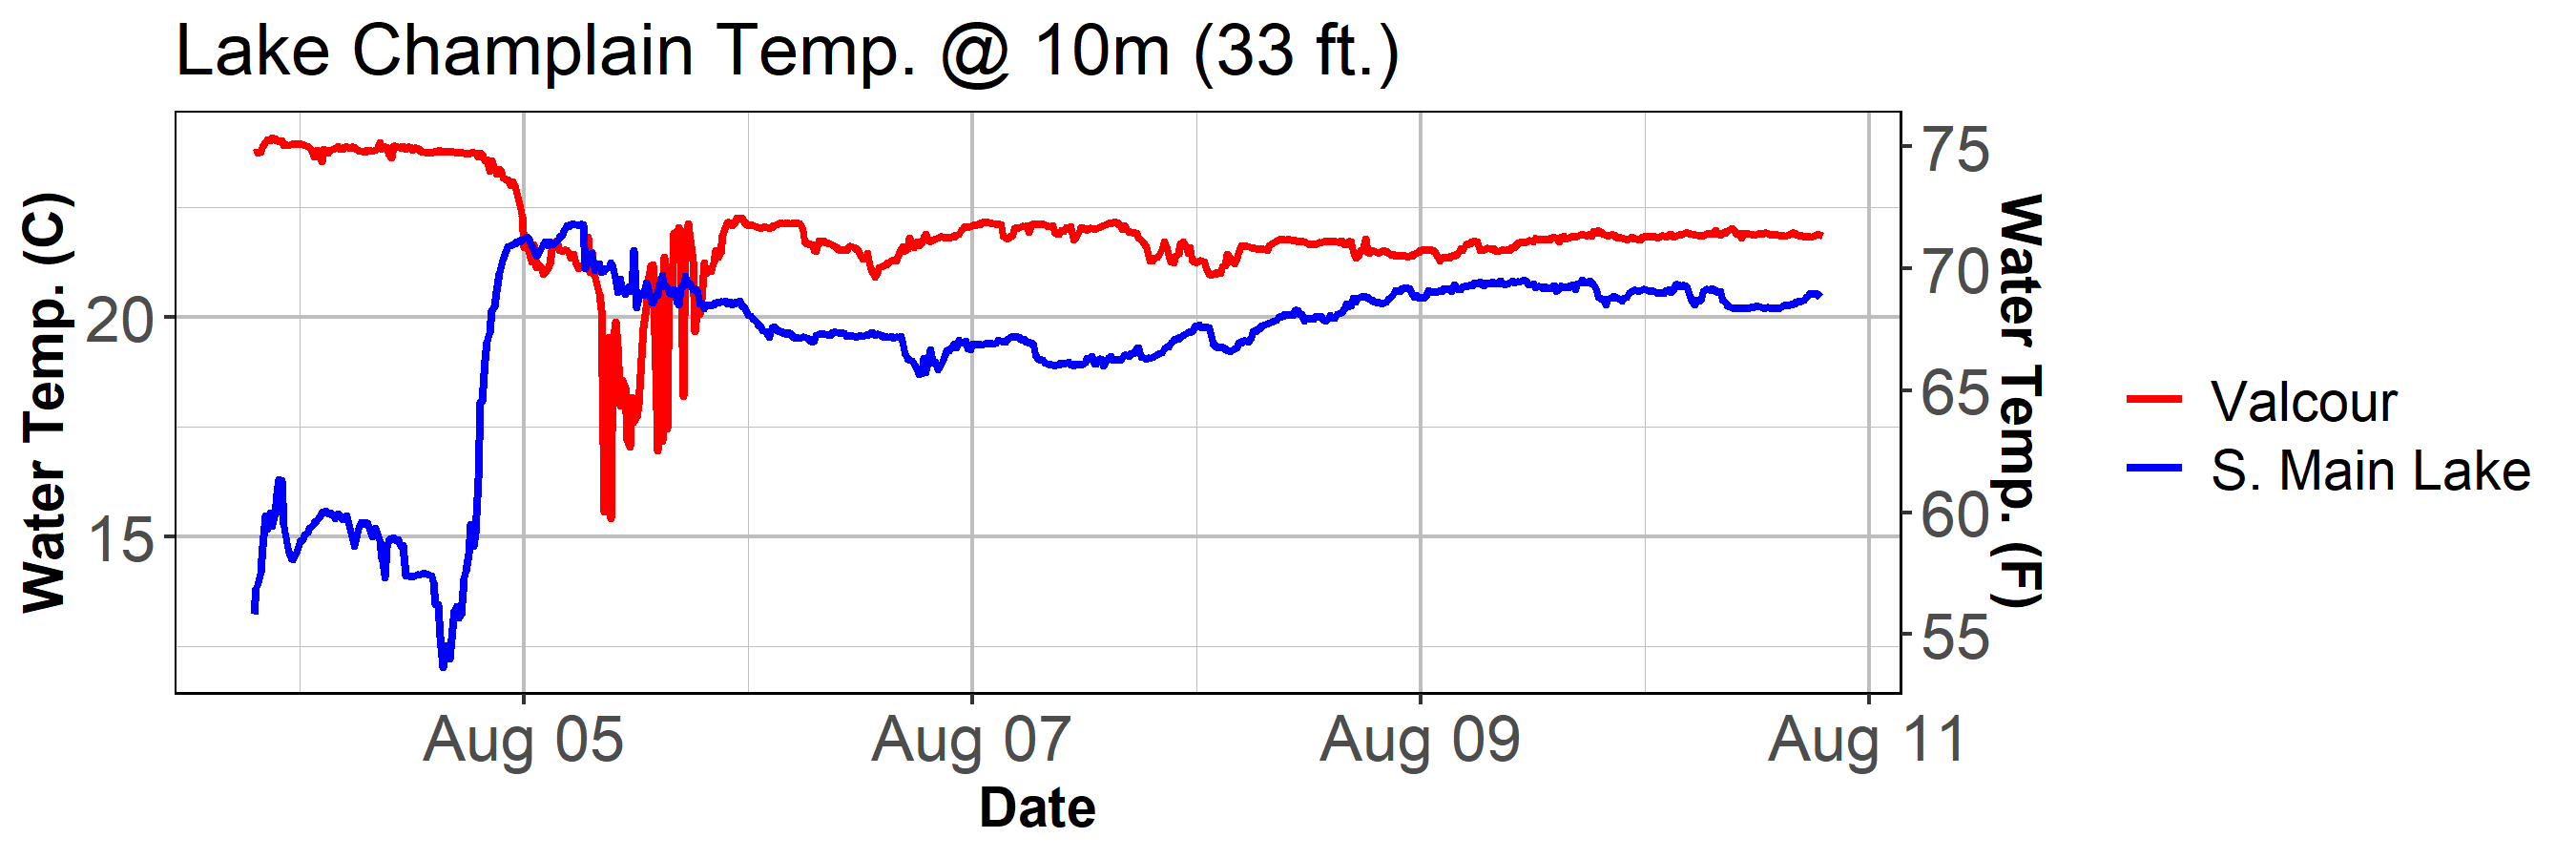 Lake Champlain Temp. @ 10m (33 ft.)
Water Temp. (C)
20
15
75
70
65
60
55
Water Temp. (F)
Valcour
S. Main Lake
Aug 05
Aug 07
Aug 09
Aug 11
Date